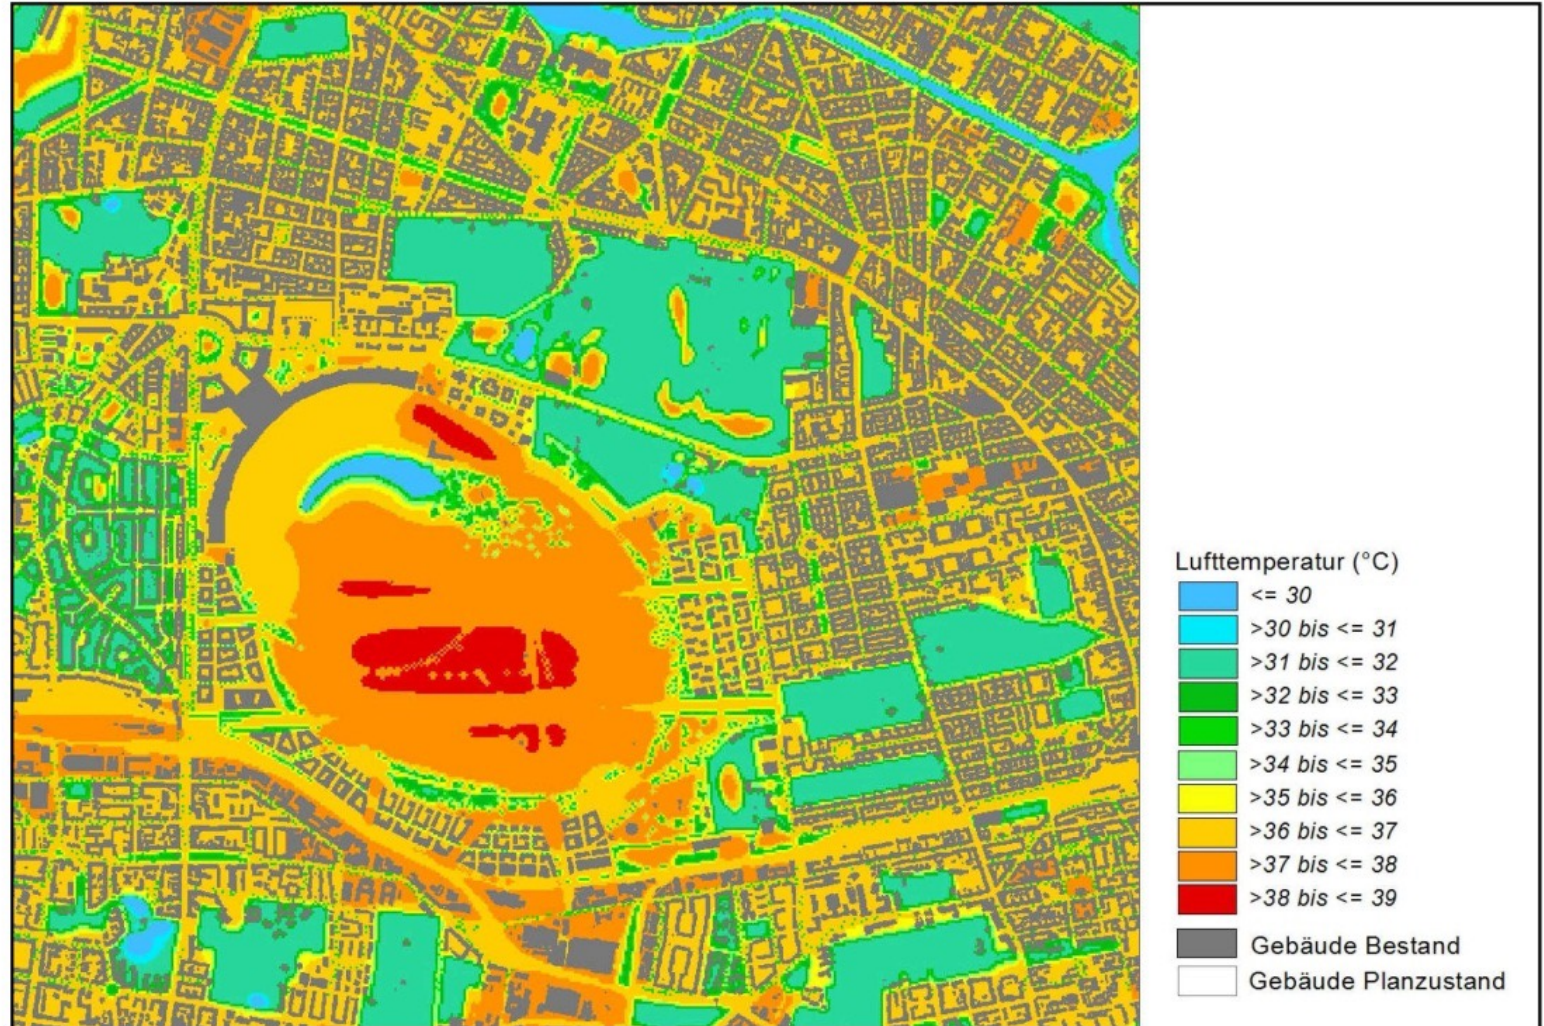 Lufttemperatur (°C)
<= 30
>30 bis <= 31
>31 bis <= 32
>32 bis <= 33
>33 bis <= 34
>34 bis <= 35
>35 bis <= 36
>36 bis <= 37
>37 bis <= 38
>38 bis <= 39
Gebäude Bestand
Gebäude Planzustand